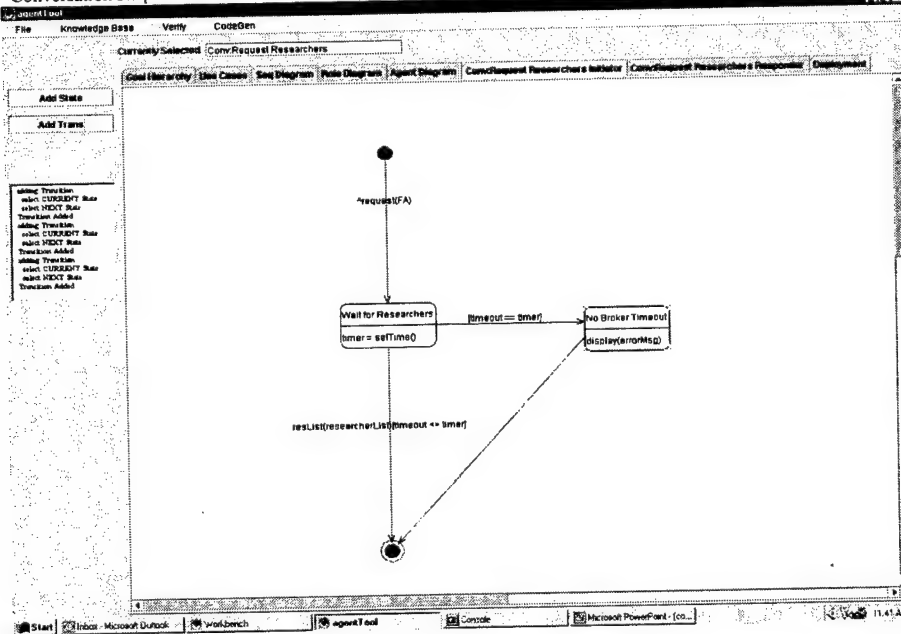 agentTool
File Knowledge Base Verify CodeGen
Currently Selected Conv:Request Researchers
Goal Hierarchy Use Cases Seq Diagram Role Diagram Agent Diagram Conv:Request Researchers Initiator Conv:Request Researchers Responder Deployment
Add State
Add Trans
adding Transition
select CURRENT State
select NEXT State
Transition Added
adding Transition
select CURRENT State
select NEXT State
Transition Added
adding Transition
select CURRENT State
select NEXT State
Transition Added
^request(FA)
Wait for Researchers
timer = setTime()
[timeout == timer]
No Broker Timeout
display(errorMsg)
resList(researcherList)[timeout <> timer]
Start Inbox - Microsoft Outlook Workbench agentTool Console Microsoft PowerPoint - [co...